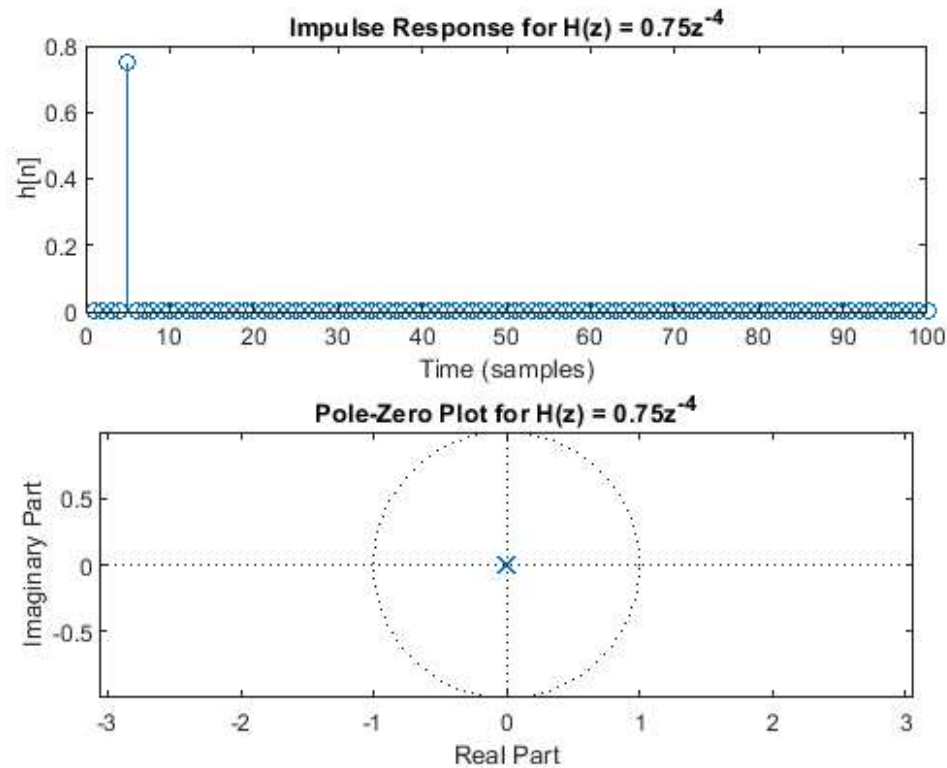 Impulse Response for H(z) = 0.75z^-4
0.8
0.6
0.4
0.2
0
h[n]
0 10 20 30 40 50 60 70 80 90 100
Time (samples)
Pole-Zero Plot for H(z) = 0.75z^-4
0.5
0
-0.5
Imaginary Part
-3 -2 -1 0 1 2 3
Real Part